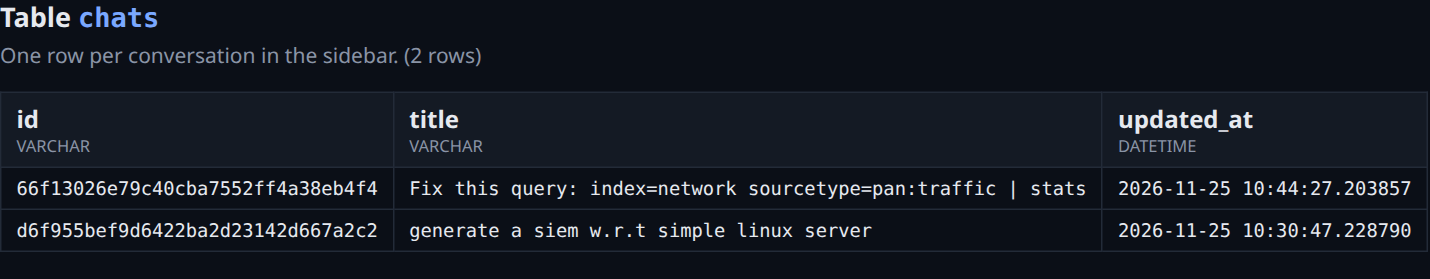 Table chats
One row per conversation in the sidebar. (2 rows)
id title updated_at
VARCHAR VARCHAR DATETIME
66f13026e79c40cba7552ff4a38eb4f4 Fix this query: index=network sourcetype=pan:traffic | stats 2026-11-25 10:44:27.203857
d6f955bef9d6422ba2d23142d667a2c2 generate a siem w.r.t simple linux server 2026-11-25 10:30:47.228790